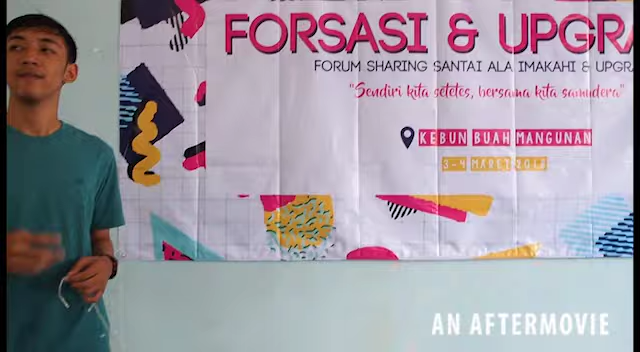 FORSASI & UPGRA
FORUM SHARING SANTAI ALA IMAKAHI & UPGR
"Sendiri kita setetes, bersama kita samudera"
KEBUN BUAH MANGUNAN
3-4 MARET 2018
AN AFTERMOVIE